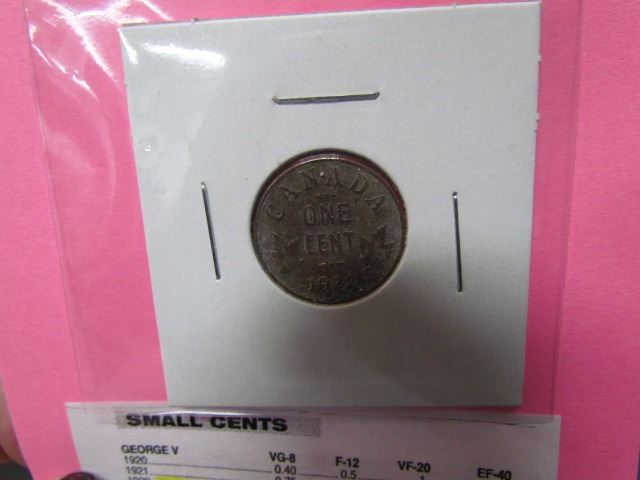 CANADA
ONE
CENT
SMALL CENTS
GEORGE V VG-8 F-12 VF-20 EF-40
1920
1921 0.40 0.5 1